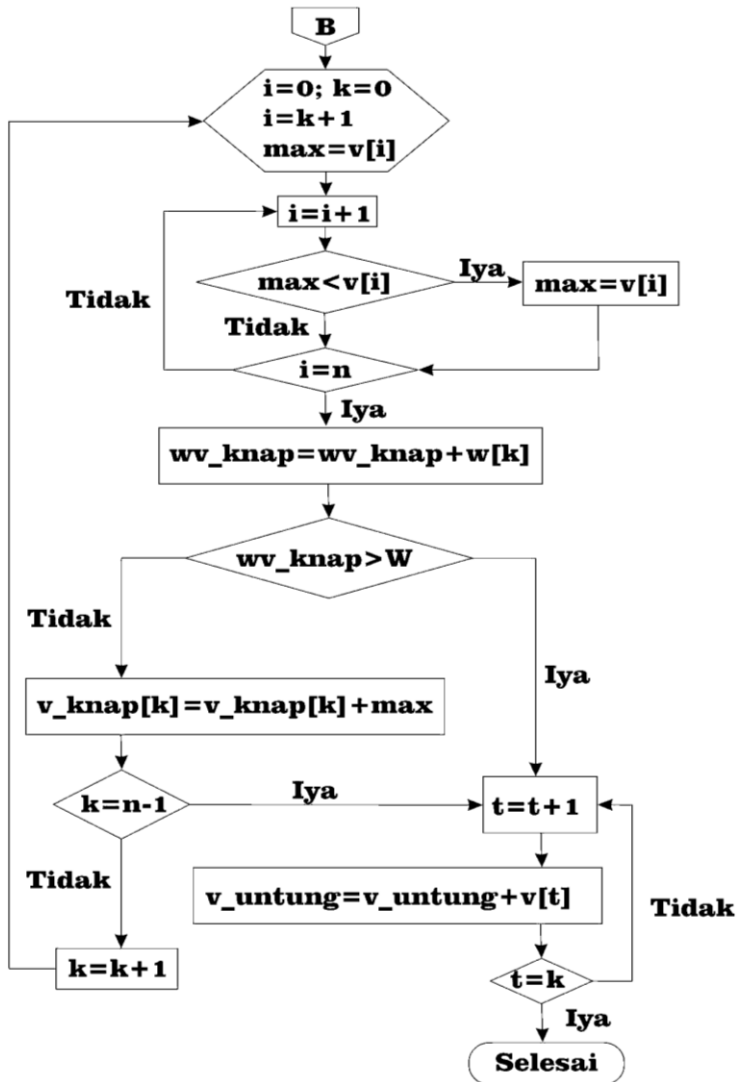 B
i=0; k=0
i=k+1
max=v[i]
i=i+1
max<v[i]
Iya
max=v[i]
Tidak
Tidak
i=n
Iya
wv_knap=wv_knap+w[k]
wv_knap>W
Tidak
Iya
v_knap[k]=v_knap[k]+max
k=n-1
Iya
t=t+1
Tidak
v_untung=v_untung+v[t]
Tidak
k=k+1
t=k
Iya
Selesai